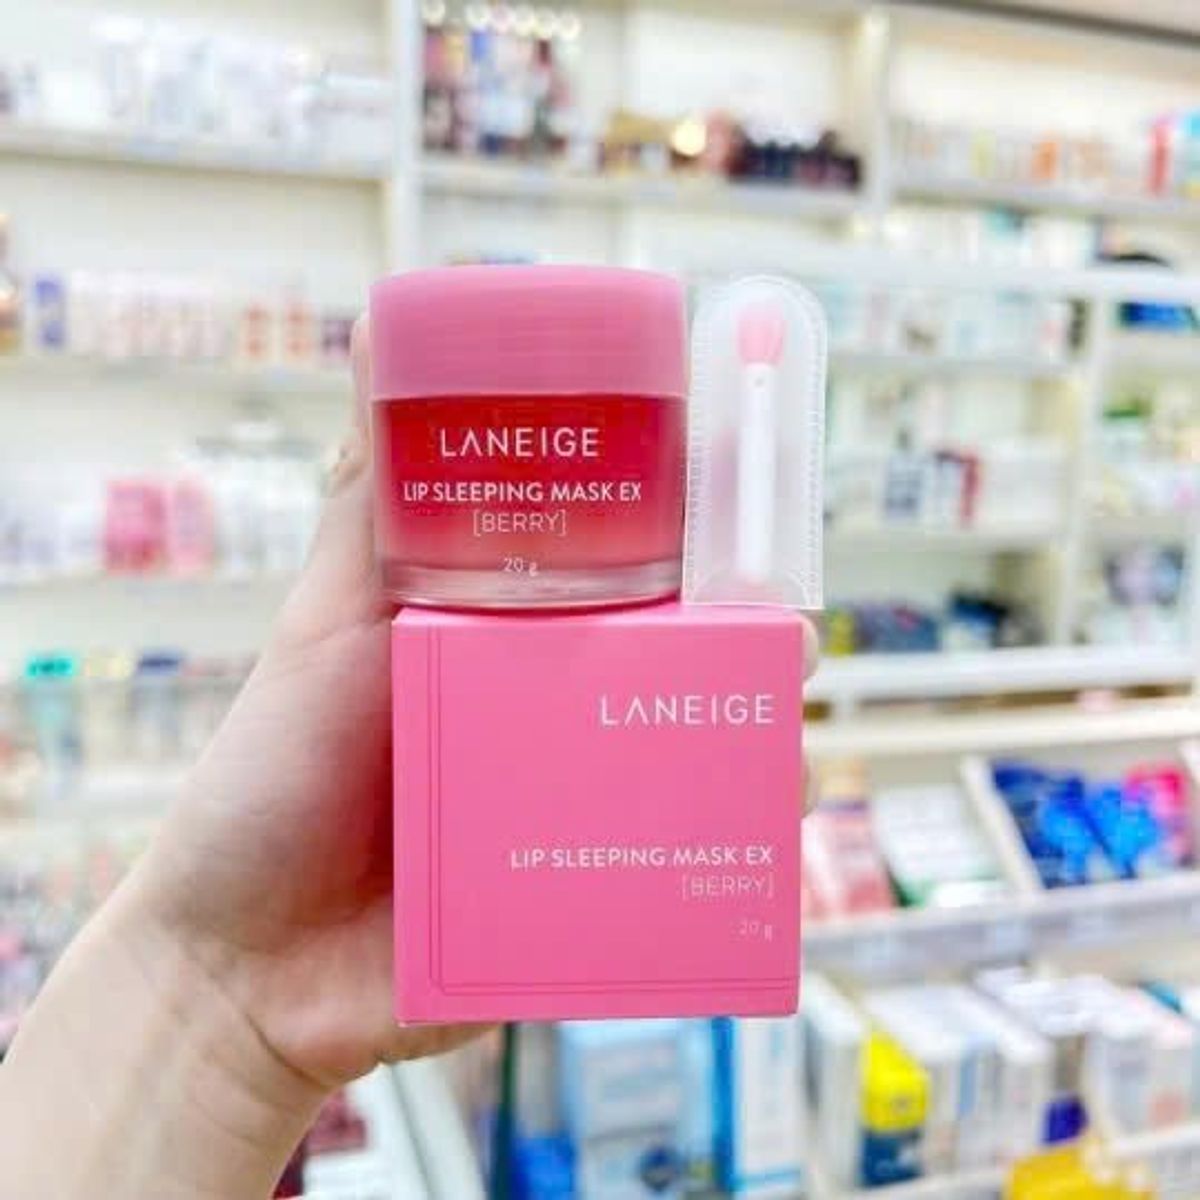 LANEIGE
LIP SLEEPING MASK EX
[BERRY]
20 g
LANEIGE
LIP SLEEPING MASK EX
[BERRY]
20 g